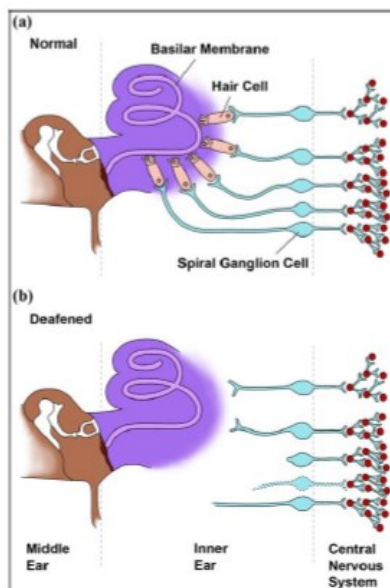 (a)
Normal
Basilar Membrane
Hair Cell
Spiral Ganglion Cell
(b)
Deafened
Middle
Ear
Inner
Ear
Central
Nervous
System